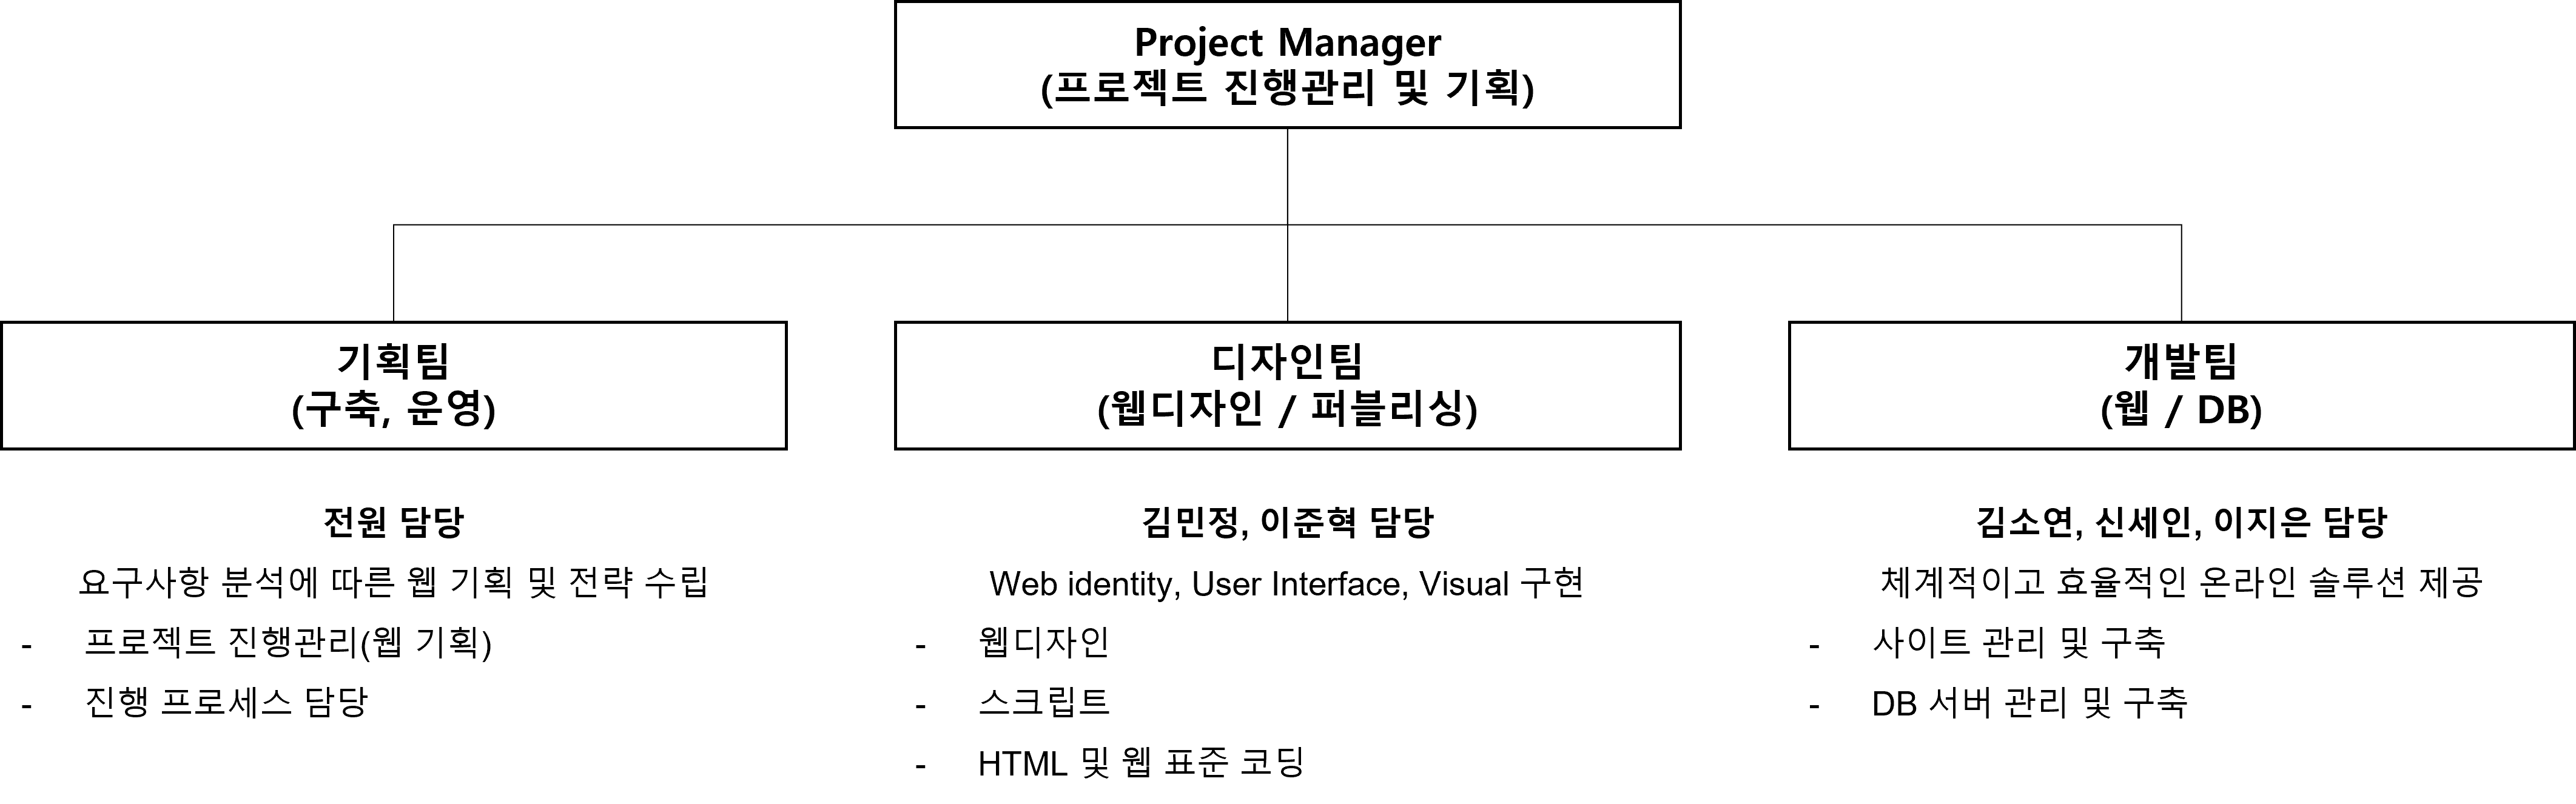 Project Manager
(프로젝트 진행관리 및 기획)
기획팀
(구축, 운영)
전원 담당
요구사항 분석에 따른 웹 기획 및 전략 수립
- 프로젝트 진행관리(웹 기획)
- 진행 프로세스 담당
디자인팀
(웹디자인 / 퍼블리싱)
김민정, 이준혁 담당
Web identity, User Interface, Visual 구현
- 웹디자인
- 스크립트
- HTML 및 웹 표준 코딩
개발팀
(웹 / DB)
김소연, 신세인, 이지은 담당
체계적이고 효율적인 온라인 솔루션 제공
- 사이트 관리 및 구축
- DB 서버 관리 및 구축